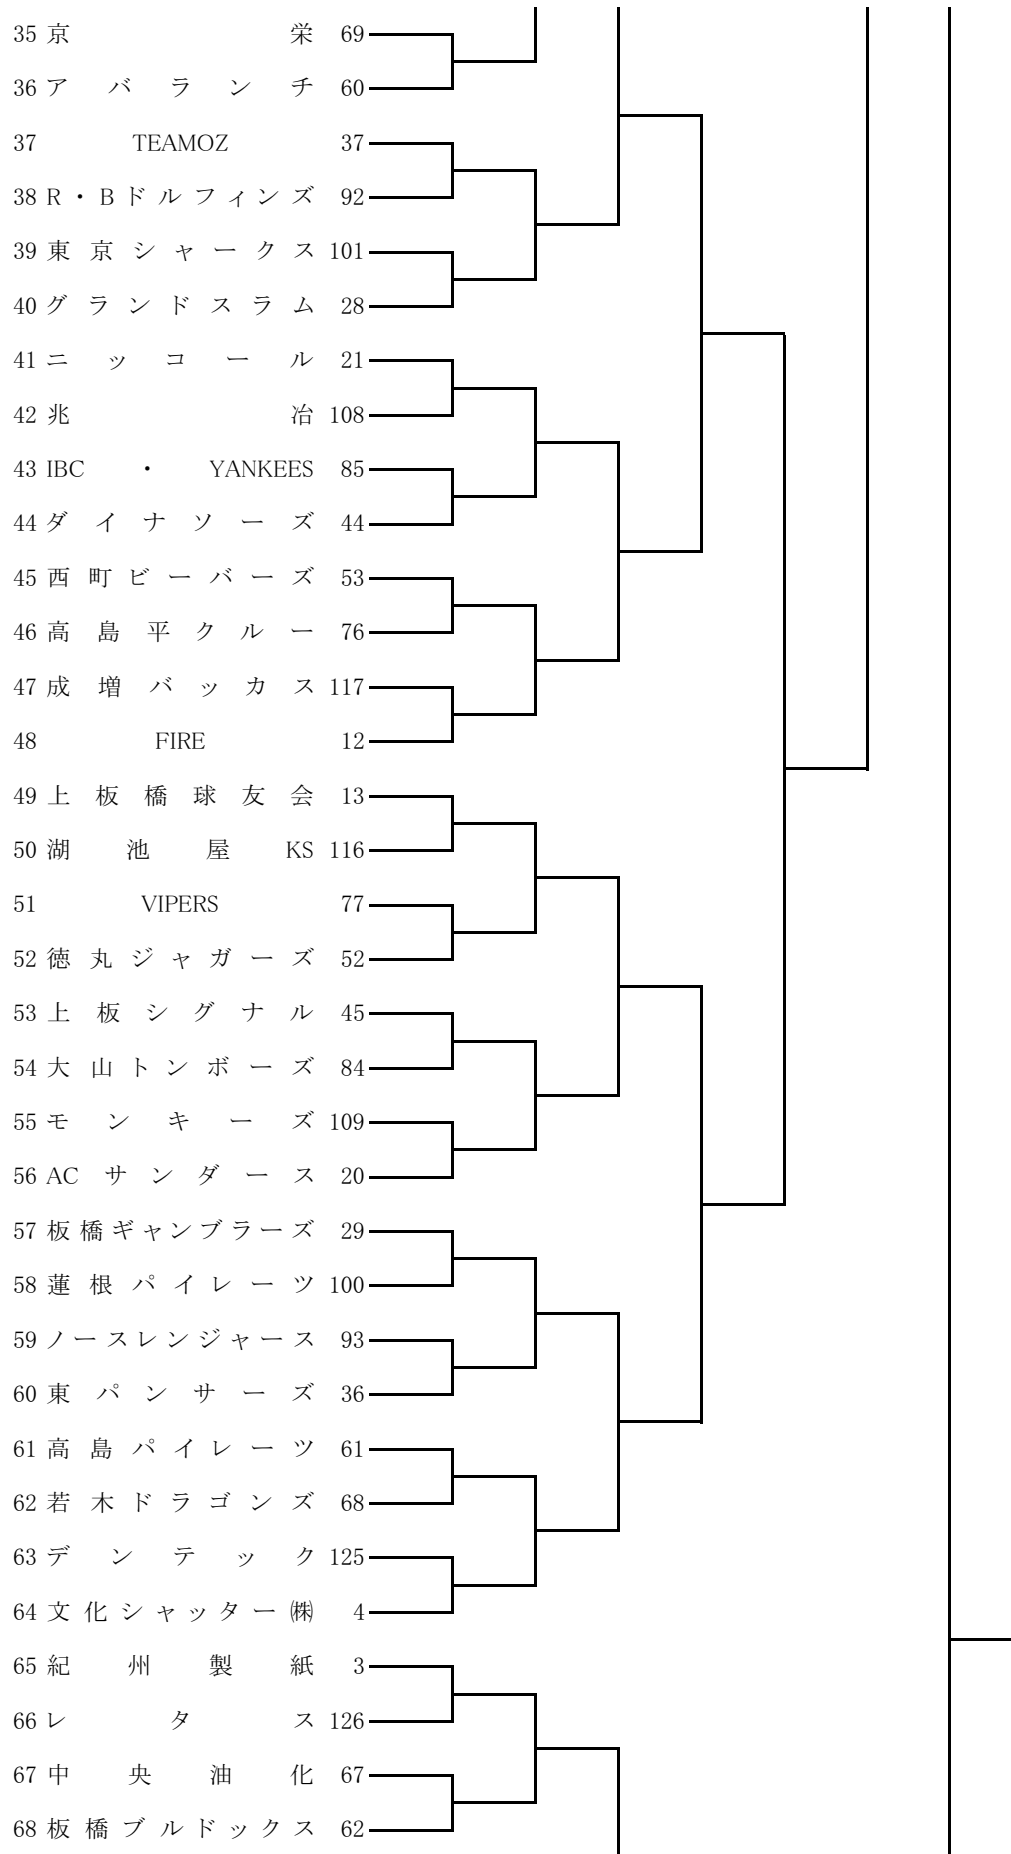 35 京栄 69
36 アバランチ 60
37 TEAMOZ 37
38 R・Bドルフィンズ 92
39 東京シャークス 101
40 グランドスラム 28
41 ニッコール 21
42 兆冶 108
43 IBC・YANKEES 85
44 ダイナソーズ 44
45 西町ビーバーズ 53
46 高島平クルー 76
47 成増バッカス 117
48 FIRE 12
49 上板橋球友会 13
50 湖池屋KS 116
51 VIPERS 77
52 徳丸ジャガーズ 52
53 上板シグナル 45
54 大山トンボーズ 84
55 モンキーズ 109
56 ACサンダース 20
57 板橋ギャンブラーズ 29
58 蓮根パイレーツ 100
59 ノースレンジャース 93
60 東パンサーズ 36
61 高島パイレーツ 61
62 若木ドラゴンズ 68
63 デンテック 125
64 文化シャッター㈱ 4
65 紀州製紙 3
66 レタス 126
67 中央油化 67
68 板橋ブルドックス 62